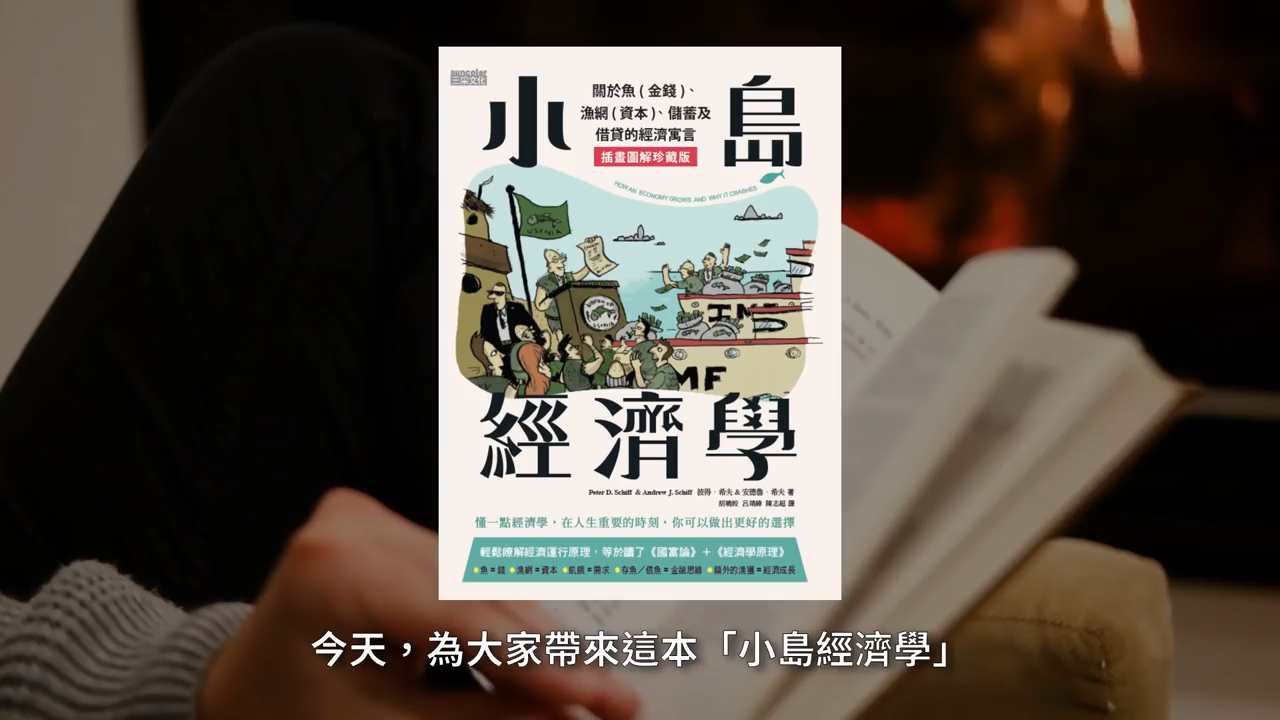 suncolor
三采文化
小島
關於魚(金錢)、
漁網(資本)、儲蓄及
借貸的經濟寓言
插畫圖解珍藏版
HOW AN ECONOMY GROWS AND WHY IT CRASHES
USONIA
USONIA
IMF
MF
經濟學
Peter D. Schiff & Andrew J. Schiff 彼得．希夫 & 安德魯．希夫 著
胡曉姣 呂靖緯 陳志超 譯
懂一點經濟學，在人生重要的時刻，你可以做出更好的選擇
輕鬆瞭解經濟運行原理，等於讀了《國富論》＋《經濟學原理》
魚＝錢 漁網＝資本 飢餓＝需求 存魚／借魚＝金融思維 額外的漁獲＝經濟成長
今天，為大家帶來這本「小島經濟學」